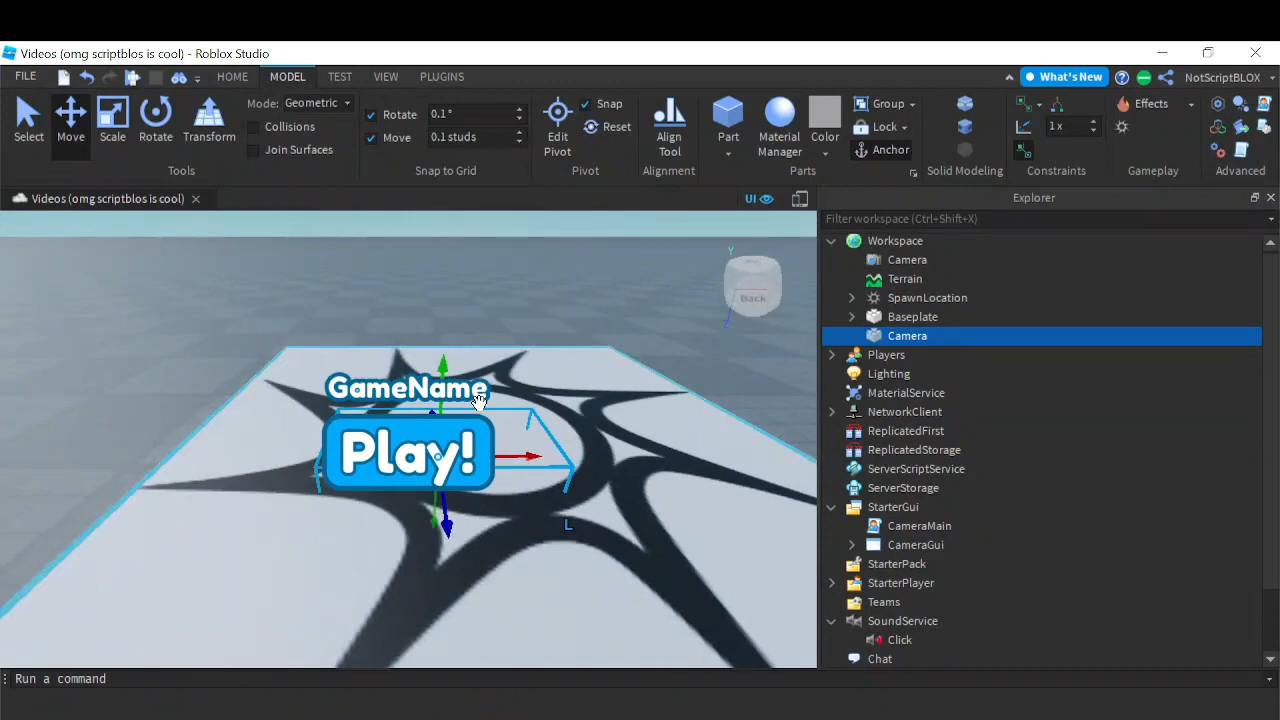 Videos (omg scriptblos is cool) - Roblox Studio
FILE HOME MODEL TEST VIEW PLUGINS What's New NotScriptBLOX
Select Move Scale Rotate Transform
Mode: Geometric
Collisions
Join Surfaces
Tools
Rotate 0.1°
Move 0.1 studs
Snap to Grid
Edit Pivot
Snap
Reset
Pivot
Align Tool
Alignment
Part
Material Manager
Color
Group
Lock
Anchor
Parts
Solid Modeling
1 x
Constraints
Effects
Gameplay
Advanced
Videos (omg scriptblos is cool)
UI
Explorer
Filter workspace (Ctrl+Shift+X)
Workspace
Camera
Terrain
SpawnLocation
Baseplate
Camera
Players
Lighting
MaterialService
NetworkClient
ReplicatedFirst
ReplicatedStorage
ServerScriptService
ServerStorage
StarterGui
CameraMain
CameraGui
StarterPack
StarterPlayer
Teams
SoundService
Click
Chat
Y
Back
Z
GameName
Play!
L
Run a command